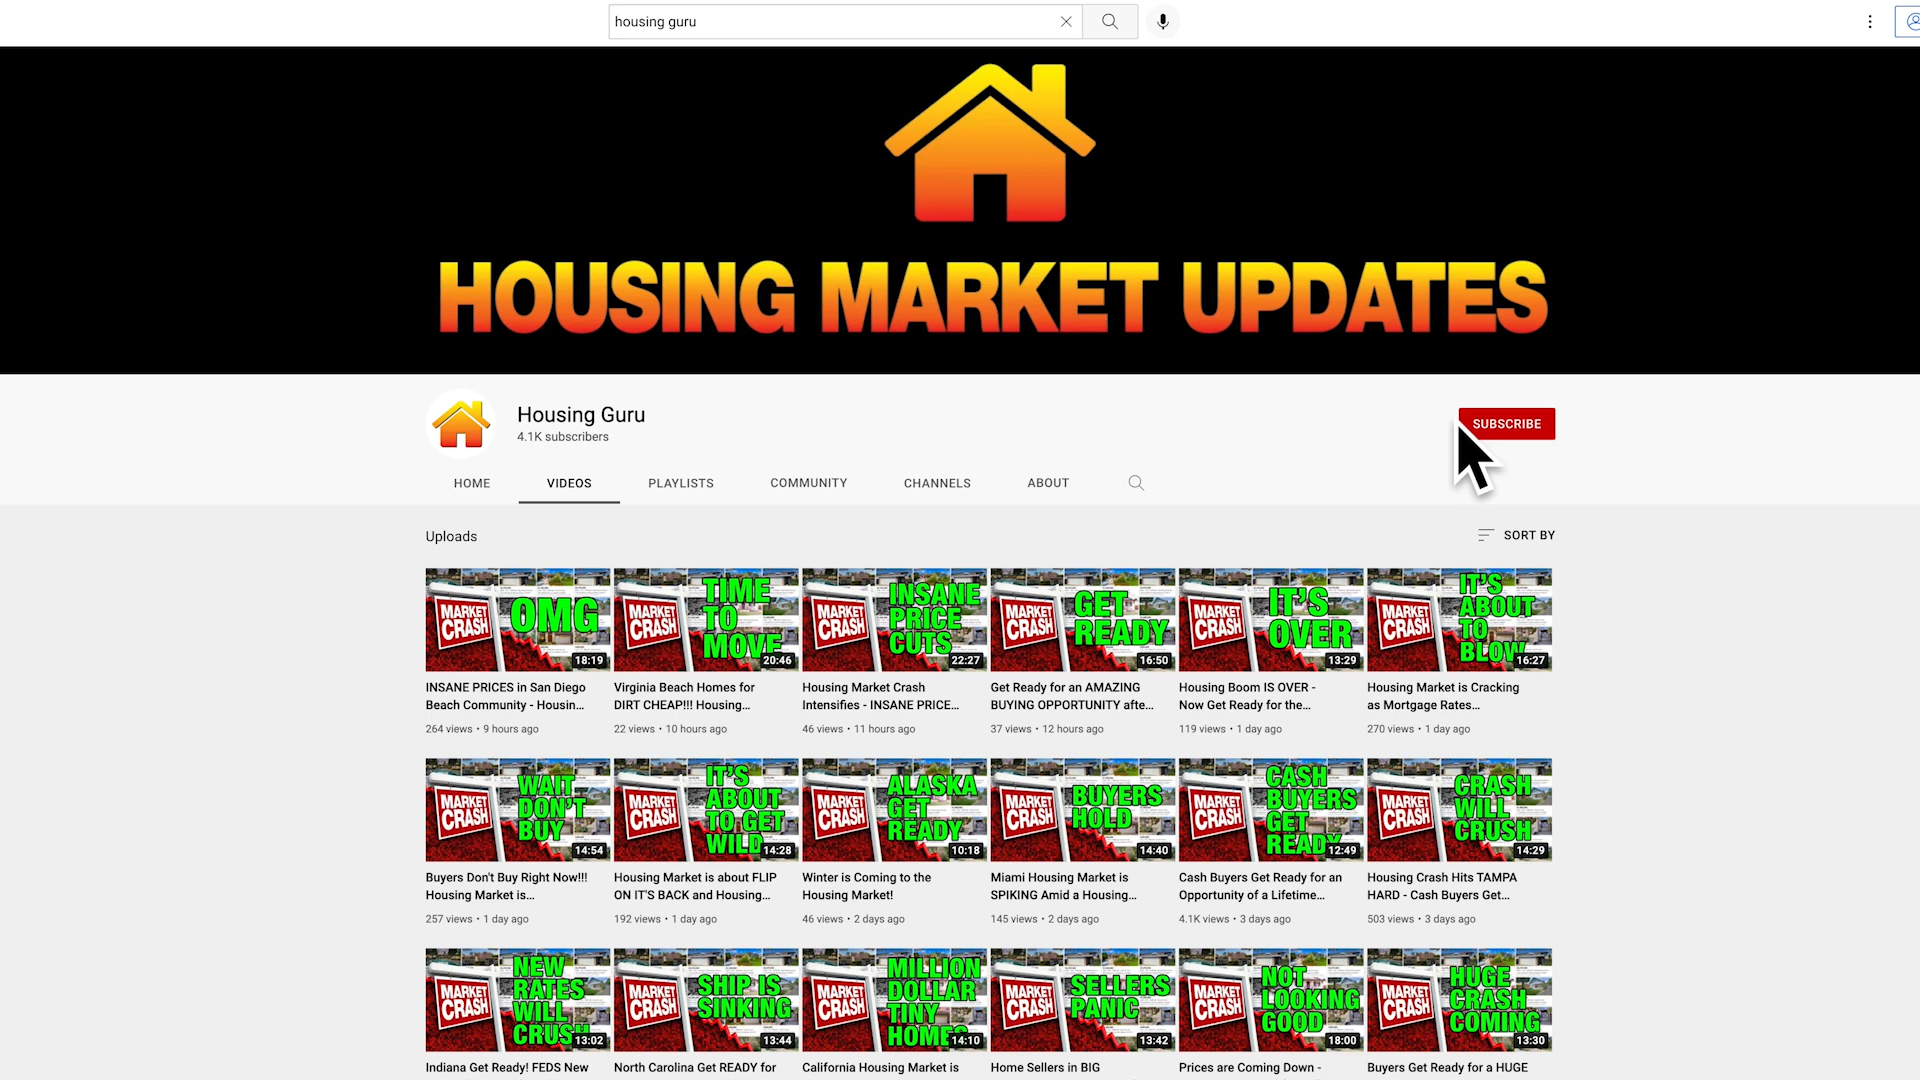 housing guru
HOUSING MARKET UPDATES
Housing Guru
4.1K subscribers
SUBSCRIBE
HOME VIDEOS PLAYLISTS COMMUNITY CHANNELS ABOUT
Uploads
SORT BY
MARKET CRASH
OMG
18:19
MARKET CRASH
TIME TO MOVE
20:46
MARKET CRASH
INSANE PRICE CUTS
22:27
MARKET CRASH
GET READY
16:50
MARKET CRASH
IT'S OVER
13:29
MARKET CRASH
IT'S ABOUT TO BLOW
16:27
INSANE PRICES in San Diego
Beach Community - Housin...
264 views • 9 hours ago
Virginia Beach Homes for
DIRT CHEAP!!! Housing...
22 views • 10 hours ago
Housing Market Crash
Intensifies - INSANE PRICE...
46 views • 11 hours ago
Get Ready for an AMAZING
BUYING OPPORTUNITY afte...
37 views • 12 hours ago
Housing Boom IS OVER -
Now Get Ready for the...
119 views • 1 day ago
Housing Market is Cracking
as Mortgage Rates...
270 views • 1 day ago
MARKET CRASH
WAIT DON'T BUY
14:54
MARKET CRASH
IT'S ABOUT TO GET WILD
14:28
MARKET CRASH
ALASKA GET READY
10:18
MARKET CRASH
BUYERS HOLD
14:40
MARKET CRASH
CASH BUYERS GET READY
12:49
MARKET CRASH
CRASH WILL CRUSH
14:29
Buyers Don't Buy Right Now!!!
Housing Market is...
257 views • 1 day ago
Housing Market is about FLIP
ON IT'S BACK and Housing...
192 views • 1 day ago
Winter is Coming to the
Housing Market!
46 views • 2 days ago
Miami Housing Market is
SPIKING Amid a Housing...
145 views • 2 days ago
Cash Buyers Get Ready for an
Opportunity of a Lifetime...
4.1K views • 3 days ago
Housing Crash Hits TAMPA
HARD - Cash Buyers Get...
503 views • 3 days ago
MARKET CRASH
NEW RATES WILL CRUSH
13:02
MARKET CRASH
SHIP IS SINKING
13:44
MARKET CRASH
MILLION DOLLAR TINY HOMES
14:10
MARKET CRASH
SELLERS PANIC
13:42
MARKET CRASH
NOT LOOKING GOOD
18:00
MARKET CRASH
HUGE CRASH COMING
13:30
Indiana Get Ready! FEDS New
North Carolina Get READY for
California Housing Market is
Home Sellers in BIG
Prices are Coming Down -
Buyers Get Ready for a HUGE